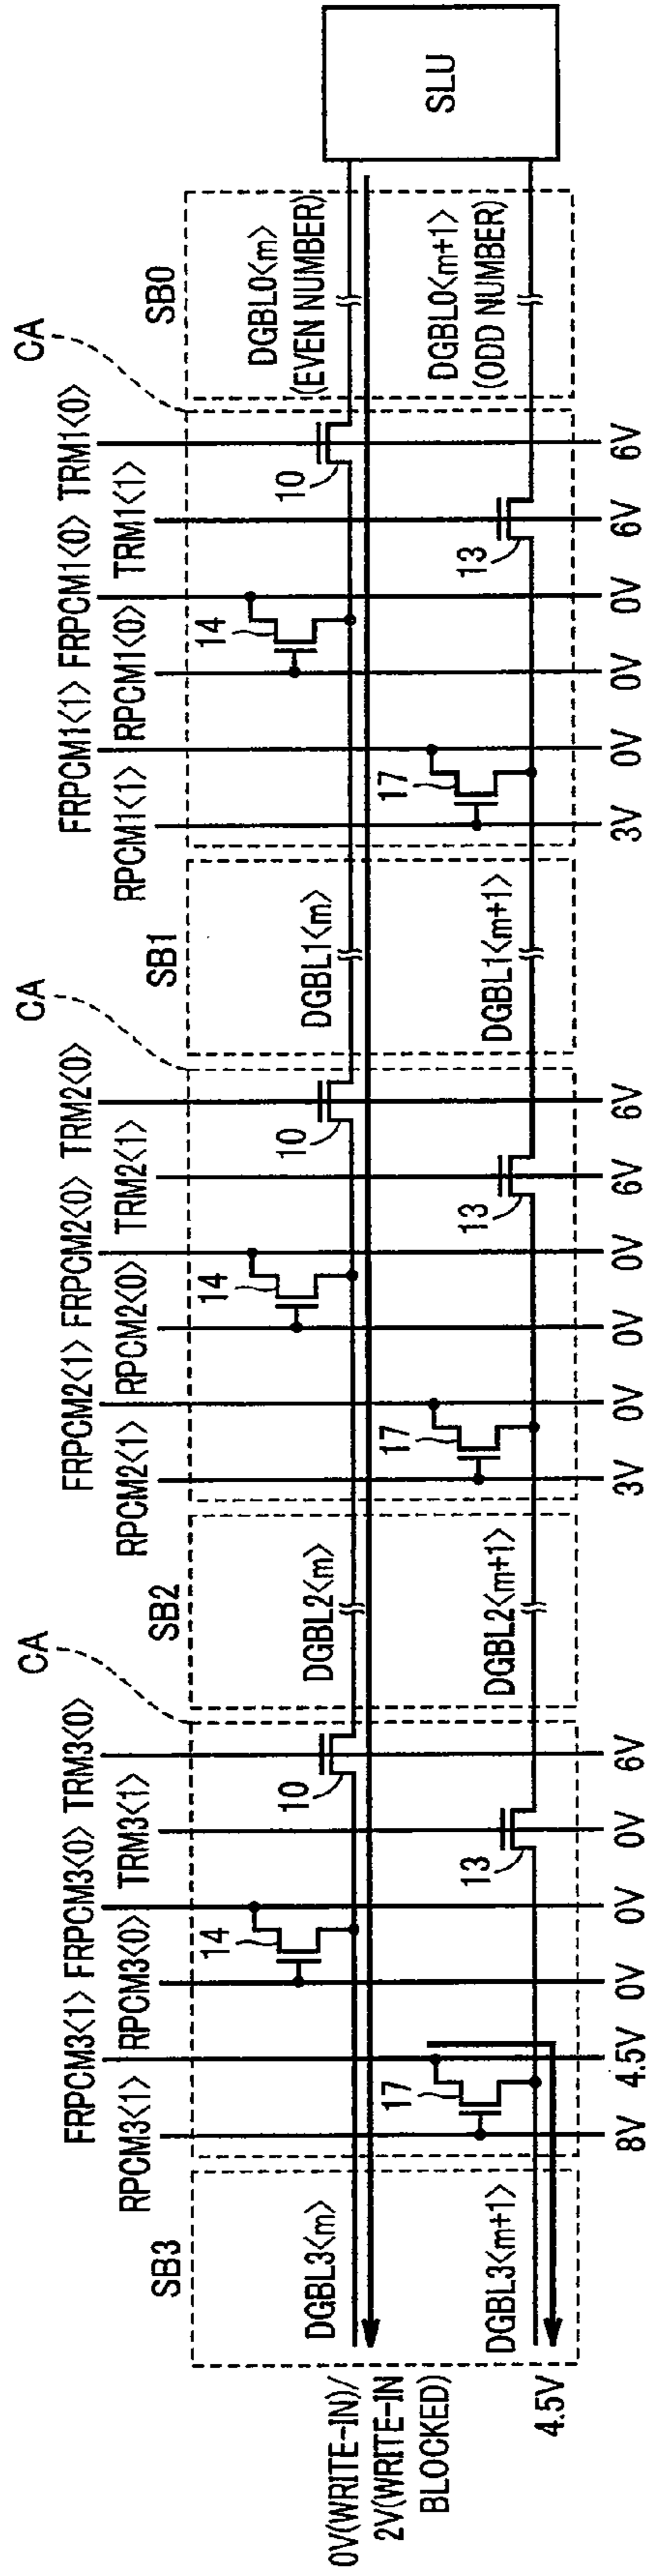 SLU
SB0
DGBL0<m>
(EVEN NUMBER)
DGBL0<m+1>
(ODD NUMBER)
CA
FRPCM1<1> FRPCM1<0> TRM1<0>
RPCM1<1> RPCM1<0> TRM1<1>
10
13
14
17
3V 0V 0V 0V 6V 6V
SB1
DGBL1<m>
DGBL1<m+1>
CA
FRPCM2<1> FRPCM2<0> TRM2<0>
RPCM2<1> RPCM2<0> TRM2<1>
10
13
14
17
3V 0V 0V 0V 6V 6V
SB2
DGBL2<m>
DGBL2<m+1>
CA
FRPCM3<1> FRPCM3<0> TRM3<0>
RPCM3<1> RPCM3<0> TRM3<1>
10
13
14
17
8V 4.5V 0V 0V 0V 6V
SB3
DGBL3<m>
DGBL3<m+1>
0V(WRITE-IN)/
2V(WRITE-IN
BLOCKED)
4.5V